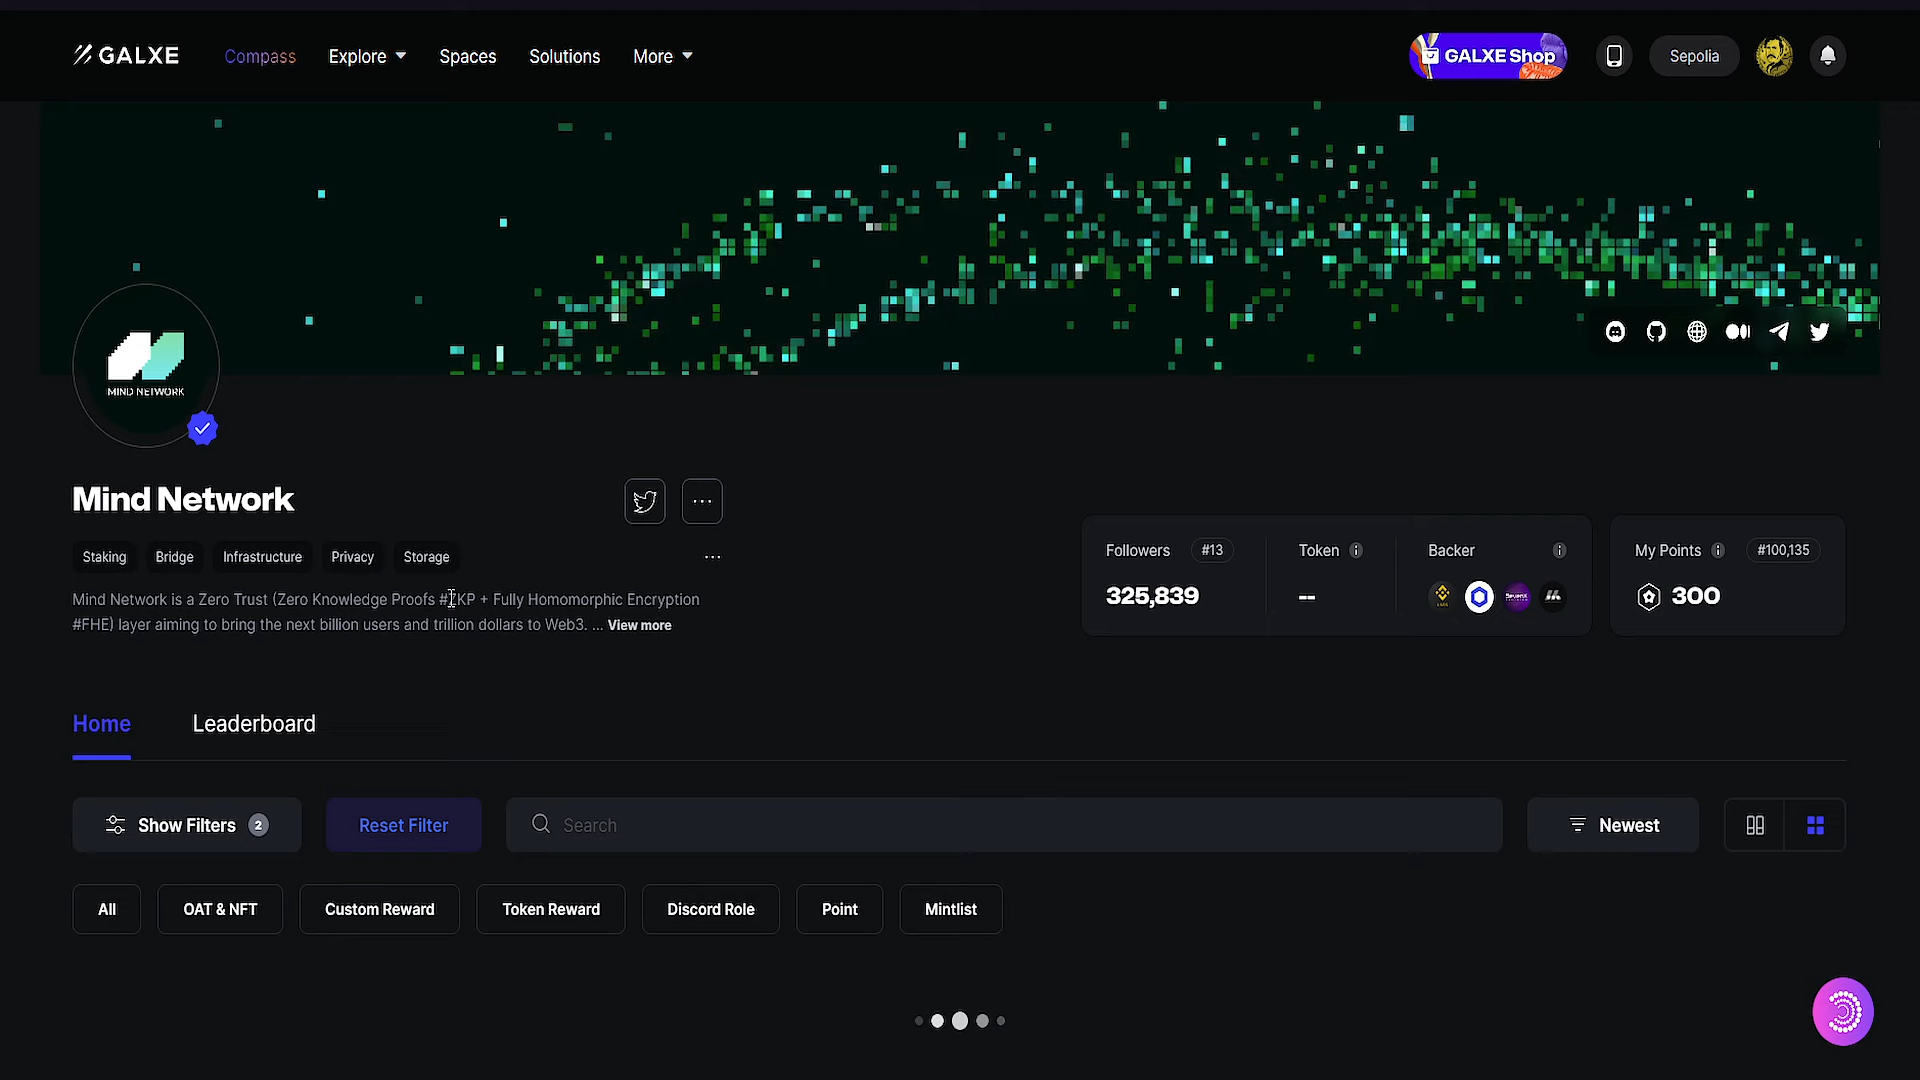 GALXE
Compass
Explore
Spaces
Solutions
More
GALXE Shop
Sepolia
MIND NETWORK
Mind Network
Staking
Bridge
Infrastructure
Privacy
Storage
...
Mind Network is a Zero Trust (Zero Knowledge Proofs #ZKP + Fully Homomorphic Encryption
#FHE) layer aiming to bring the next billion users and trillion dollars to Web3. ... View more
Followers #13
325,839
Token
--
Backer
My Points #100,135
300
Home
Leaderboard
Show Filters 2
Reset Filter
Search
Newest
All
OAT & NFT
Custom Reward
Token Reward
Discord Role
Point
Mintlist